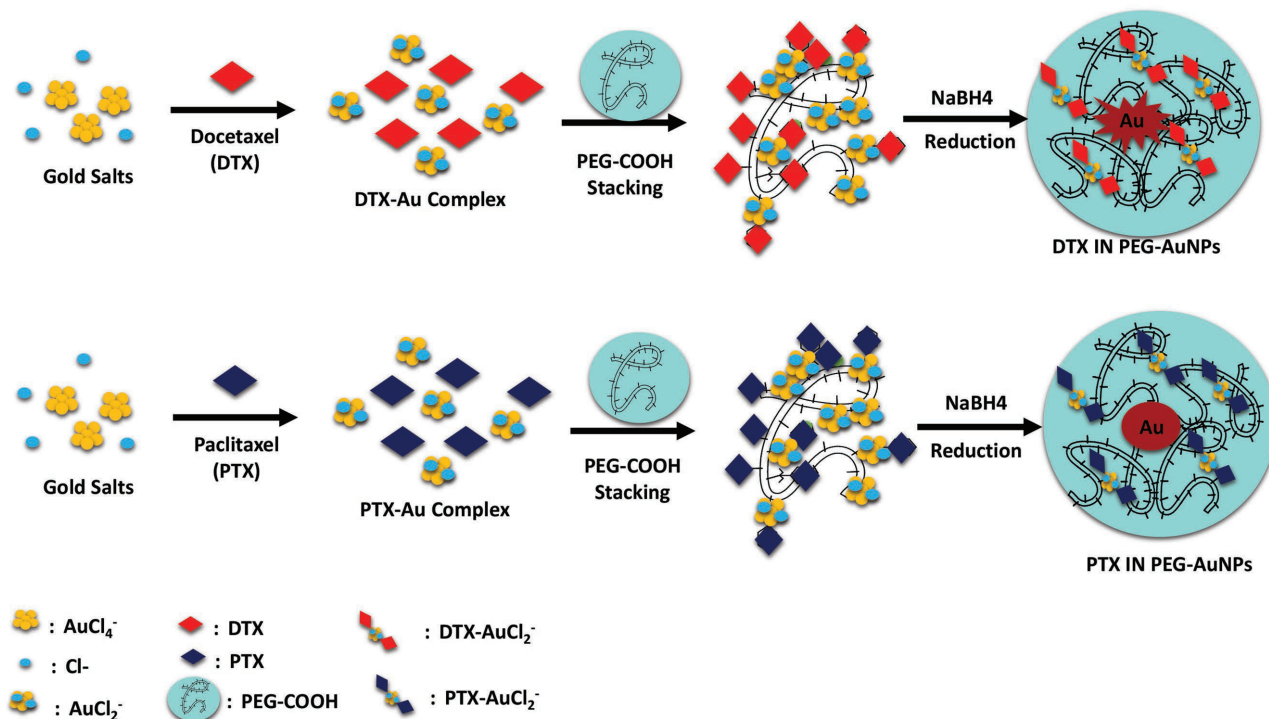 Gold Salts
Docetaxel
(DTX)
DTX-Au Complex
PEG-COOH
Stacking
NaBH4
Reduction
Au
DTX IN PEG-AuNPs
Gold Salts
Paclitaxel
(PTX)
PTX-Au Complex
PEG-COOH
Stacking
NaBH4
Reduction
Au
PTX IN PEG-AuNPs
: AuCl₄⁻
: DTX
: DTX-AuCl₂⁻
: Cl-
: PTX
: AuCl₂⁻
: PEG-COOH
: PTX-AuCl₂⁻